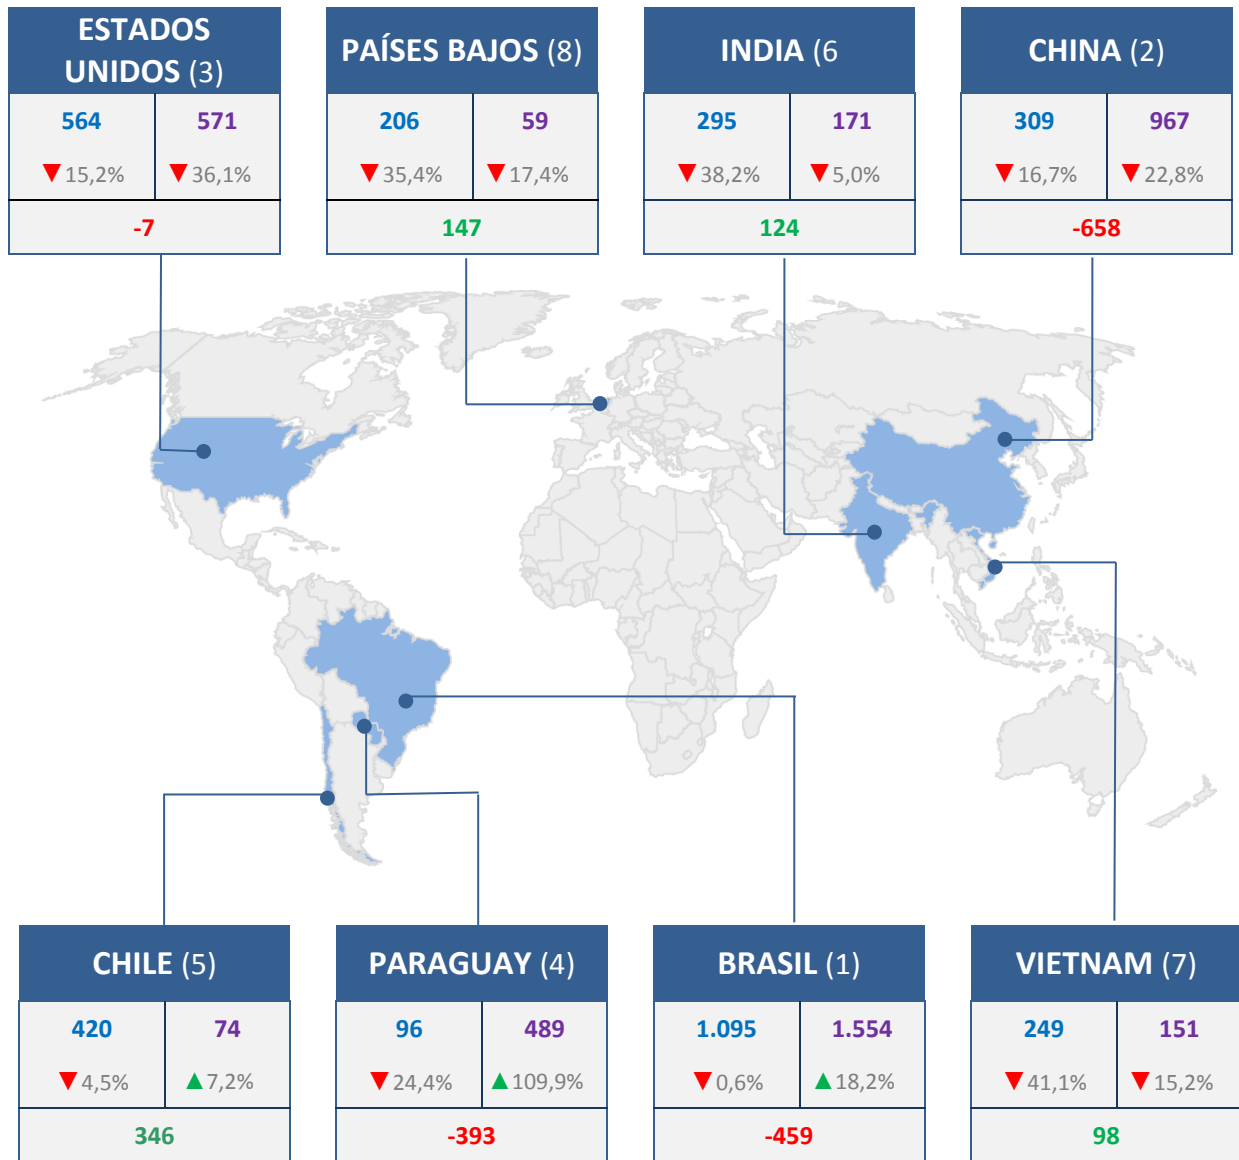 ESTADOS
UNIDOS (3)
564 571
▼15,2% ▼36,1%
-7
PAÍSES BAJOS (8)
206 59
▼35,4% ▼17,4%
147
INDIA (6
295 171
▼38,2% ▼5,0%
124
CHINA (2)
309 967
▼16,7% ▼22,8%
-658
CHILE (5)
420 74
▼4,5% ▲7,2%
346
PARAGUAY (4)
96 489
▼24,4% ▲109,9%
-393
BRASIL (1)
1.095 1.554
▼0,6% ▲18,2%
-459
VIETNAM (7)
249 151
▼41,1% ▼15,2%
98